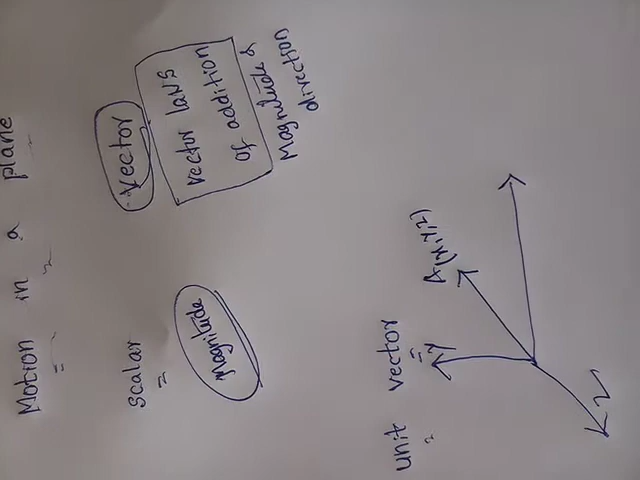 Motion in a plane
Scalar
Vector
Magnitude
vector laws
of addition
Magnitude &
direction
unit vector
y
A(x,y,z)
z